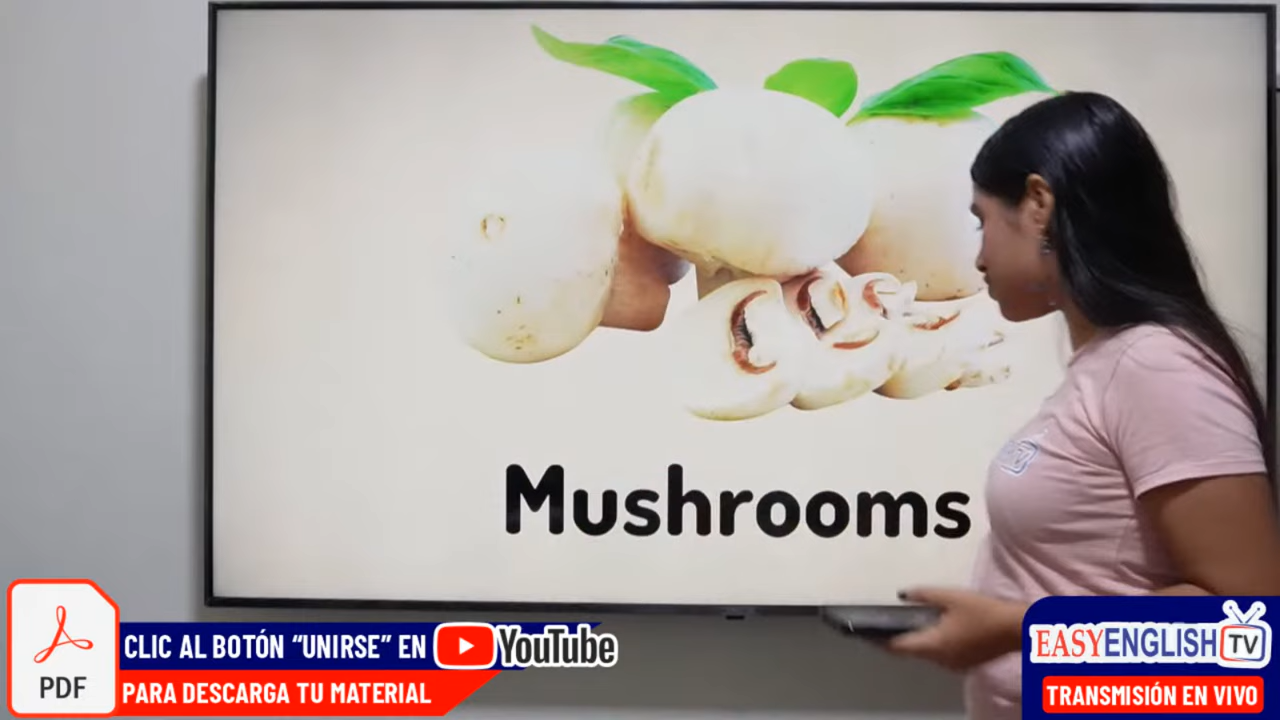 Mushrooms
PDF
CLIC AL BOTÓN “UNIRSE” EN YouTube
PARA DESCARGA TU MATERIAL
EASYENGLISH TV
TRANSMISIÓN EN VIVO